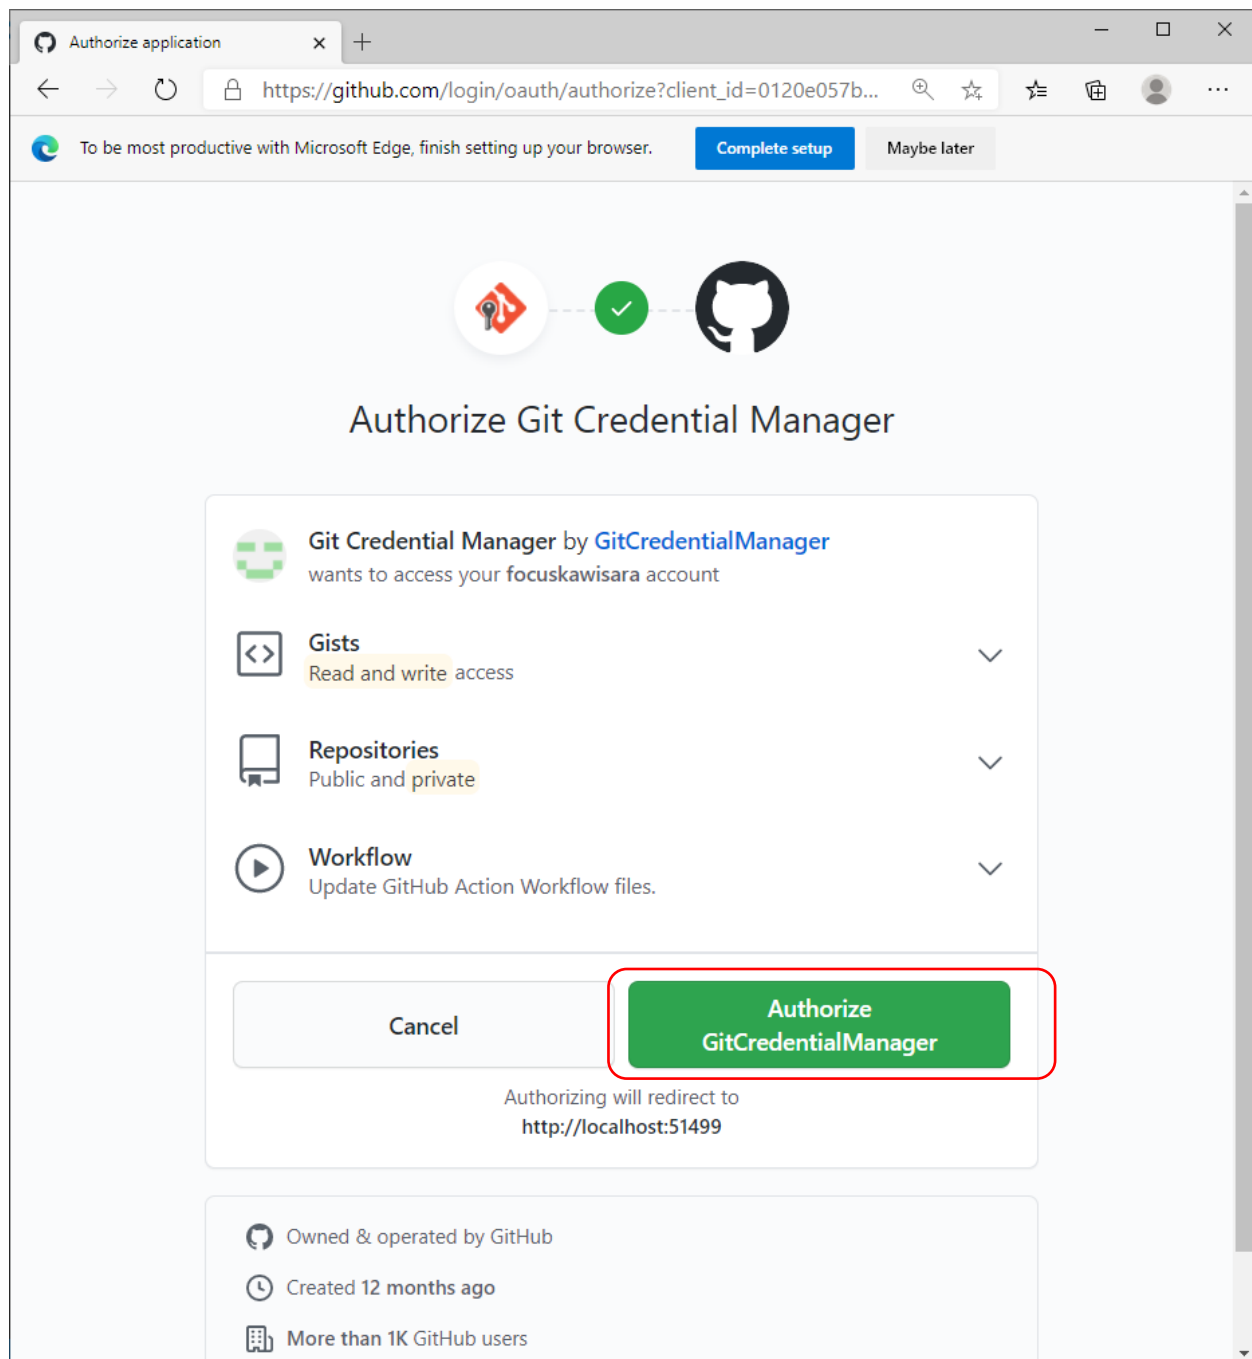 Authorize application
https://github.com/login/oauth/authorize?client_id=0120e057b...
To be most productive with Microsoft Edge, finish setting up your browser.
Complete setup
Maybe later
Authorize Git Credential Manager
Git Credential Manager by GitCredentialManager
wants to access your focuskawisara account
Gists
Read and write access
Repositories
Public and private
Workflow
Update GitHub Action Workflow files.
Cancel
Authorize
GitCredentialManager
Authorizing will redirect to
http://localhost:51499
Owned & operated by GitHub
Created 12 months ago
More than 1K GitHub users